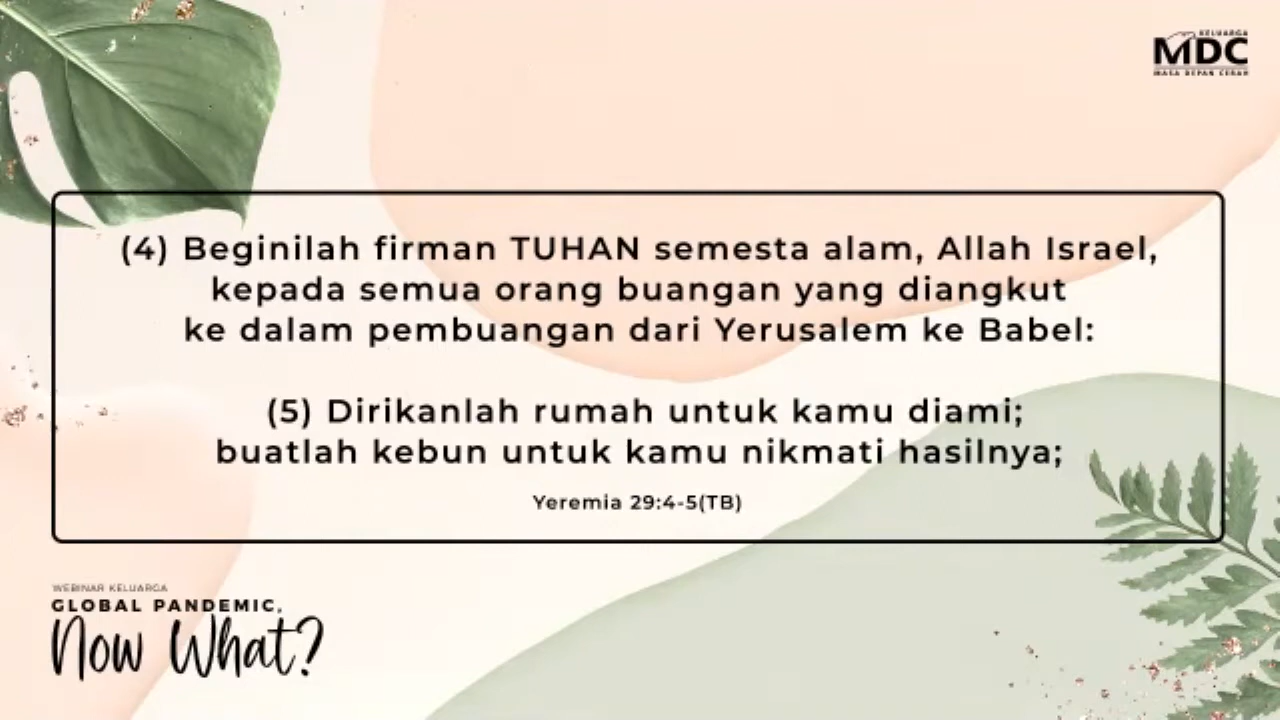 KELUARGA
MDC
MASA DEPAN CERAH
(4) Beginilah firman TUHAN semesta alam, Allah Israel,
kepada semua orang buangan yang diangkut
ke dalam pembuangan dari Yerusalem ke Babel:
(5) Dirikanlah rumah untuk kamu diami;
buatlah kebun untuk kamu nikmati hasilnya;
Yeremia 29:4-5(TB)
WEBINAR KELUARGA
GLOBAL PANDEMIC,
Now What?